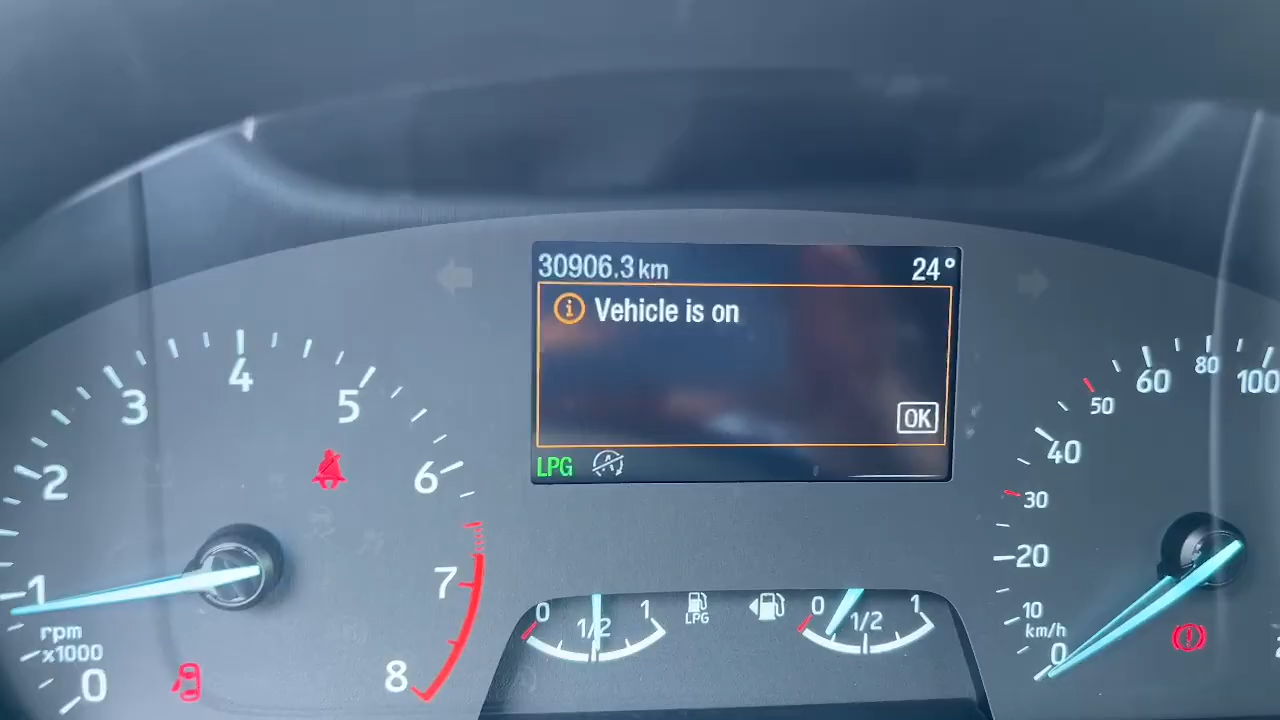 30906.3 km 24°
i Vehicle is on
OK
LPG A
0 1 2 3 4 5 6 7 8
rpm
x1000
0 1/2 1
LPG
0 1/2 1
0 10 20 30 40 50 60 80 100
km/h